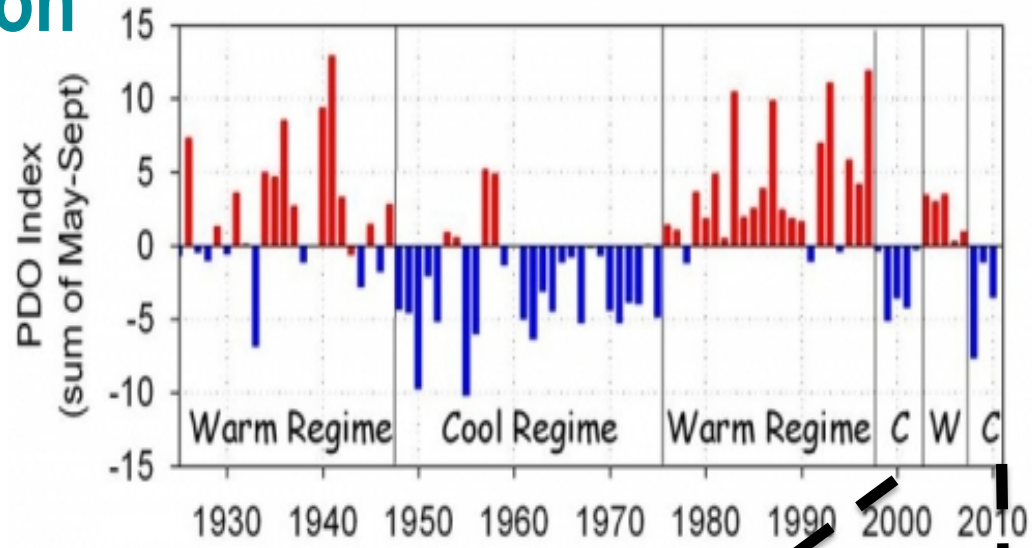 on
15
10
5
0
-5
-10
-15
PDO Index
(sum of May-Sept)
Warm Regime
Cool Regime
Warm Regime
C
W
C
1930 1940 1950 1960 1970 1980 1990 2000 2010